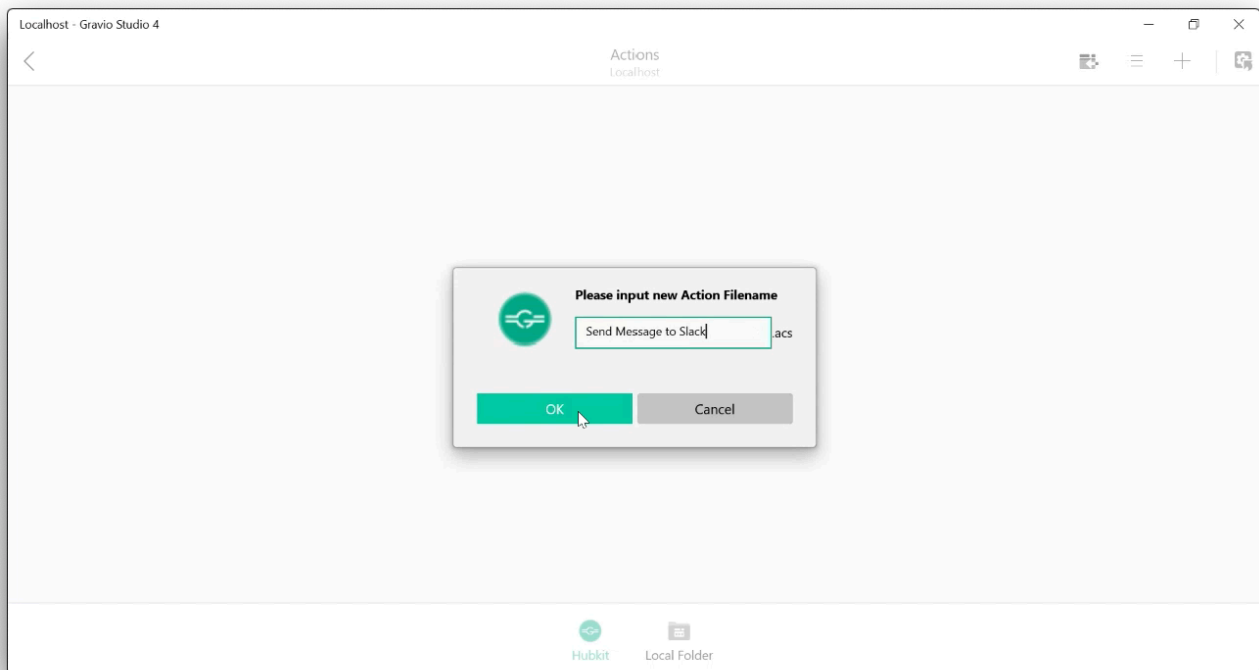 Localhost - Gravio Studio 4
Actions
Localhost
Please input new Action Filename
Send Message to Slack .acs
OK Cancel
Hubkit Local Folder